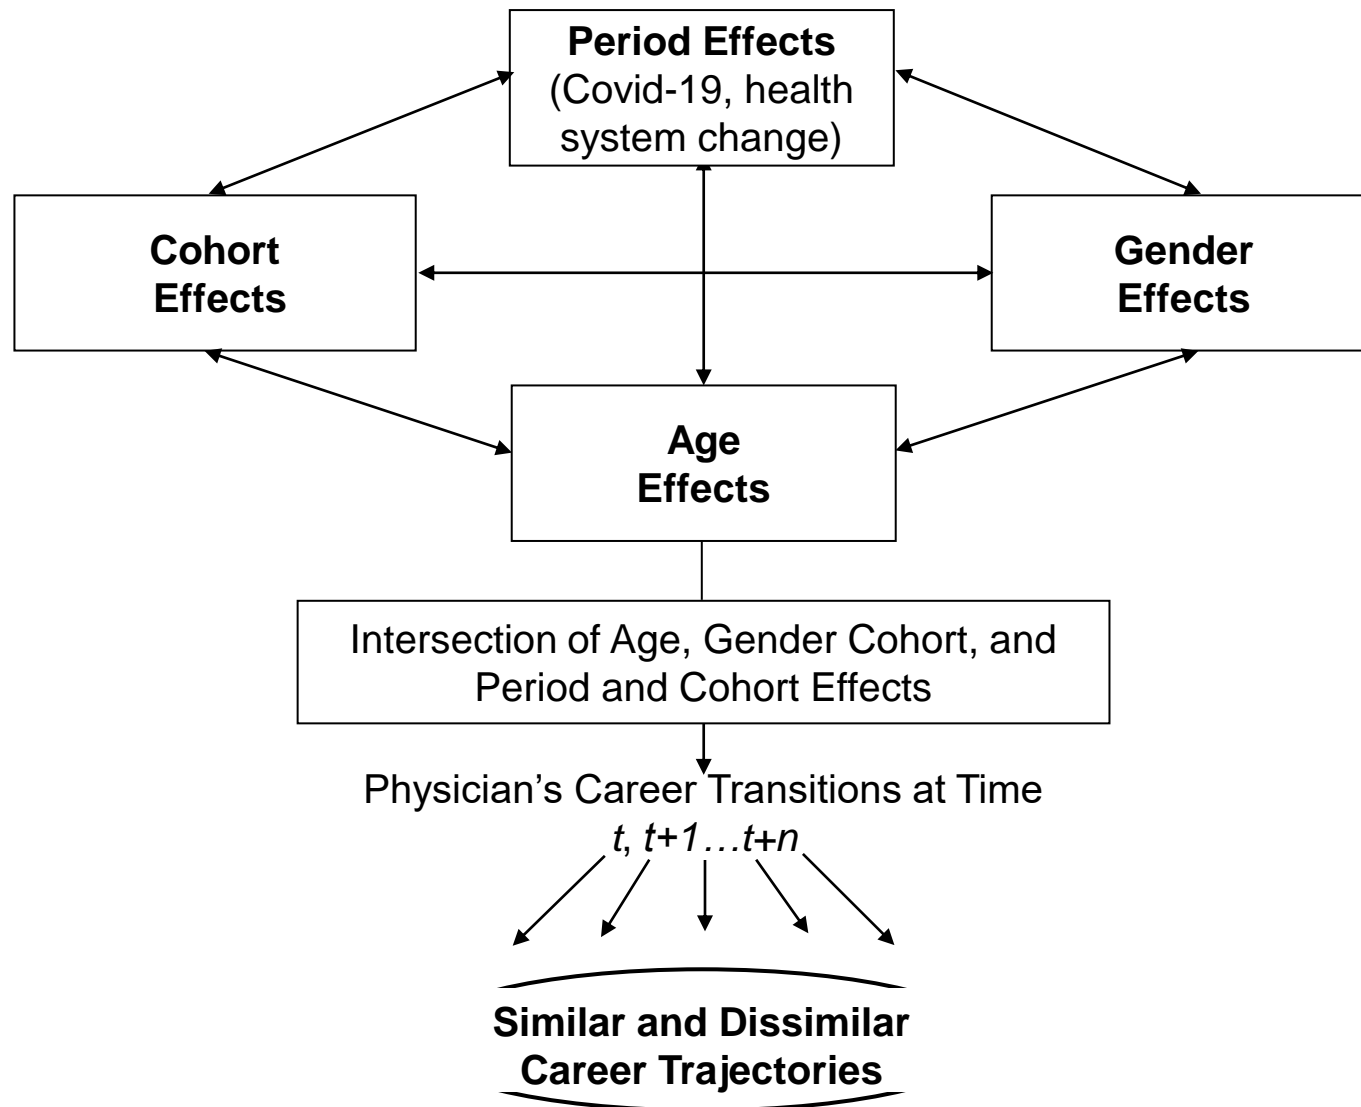 Period Effects
(Covid-19, health
system change)
Cohort
Effects
Gender
Effects
Age
Effects
Intersection of Age, Gender Cohort, and
Period and Cohort Effects
Physician’s Career Transitions at Time
t, t+1…t+n
Similar and Dissimilar
Career Trajectories